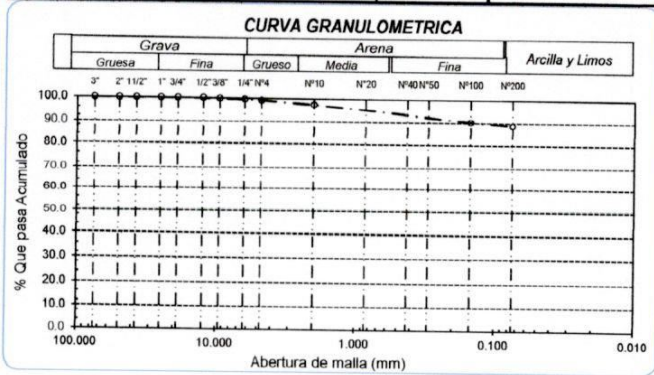 CURVA GRANULOMETRICA
Grava Arena Arcilla y Limos
Gruesa Fina Grueso Media Fina
3" 2" 11/2" 1" 3/4" 1/2" 3/8" 1/4" Nº4 Nº10 Nº20 Nº40 Nº50 Nº100 Nº200
100.0
90.0
80.0
70.0
60.0
50.0
40.0
30.0
20.0
10.0
0.0
% Que pasa Acumulado
100.000 10.000 1.000 0.100 0.010
Abertura de malla (mm)